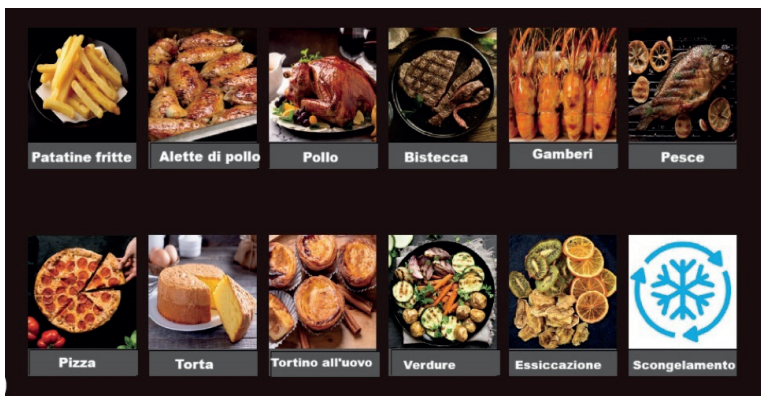 Patatine fritte
Alette di pollo
Pollo
Bistecca
Gamberi
Pesce
Pizza
Torta
Tortino all'uovo
Verdure
Essiccazione
Scongelamento